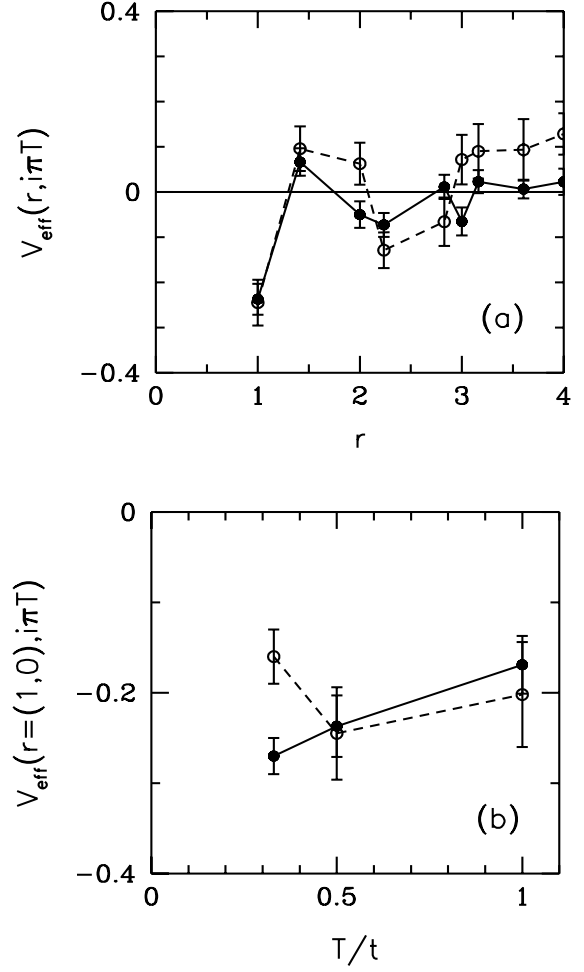 0.4
0
−0.4
V_eff(r,iπT)
(a)
0 1 2 3 4
r
0
−0.2
−0.4
V_eff(r=(1,0),iπT)
(b)
0 0.5 1
T/t